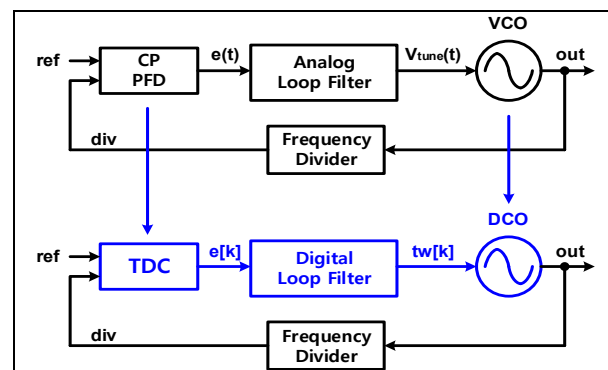 VCO
ref
CP
PFD
e(t)
Analog
Loop Filter
Vtune(t)
out
div
Frequency
Divider
DCO
ref
TDC
e[k]
Digital
Loop Filter
tw[k]
out
div
Frequency
Divider